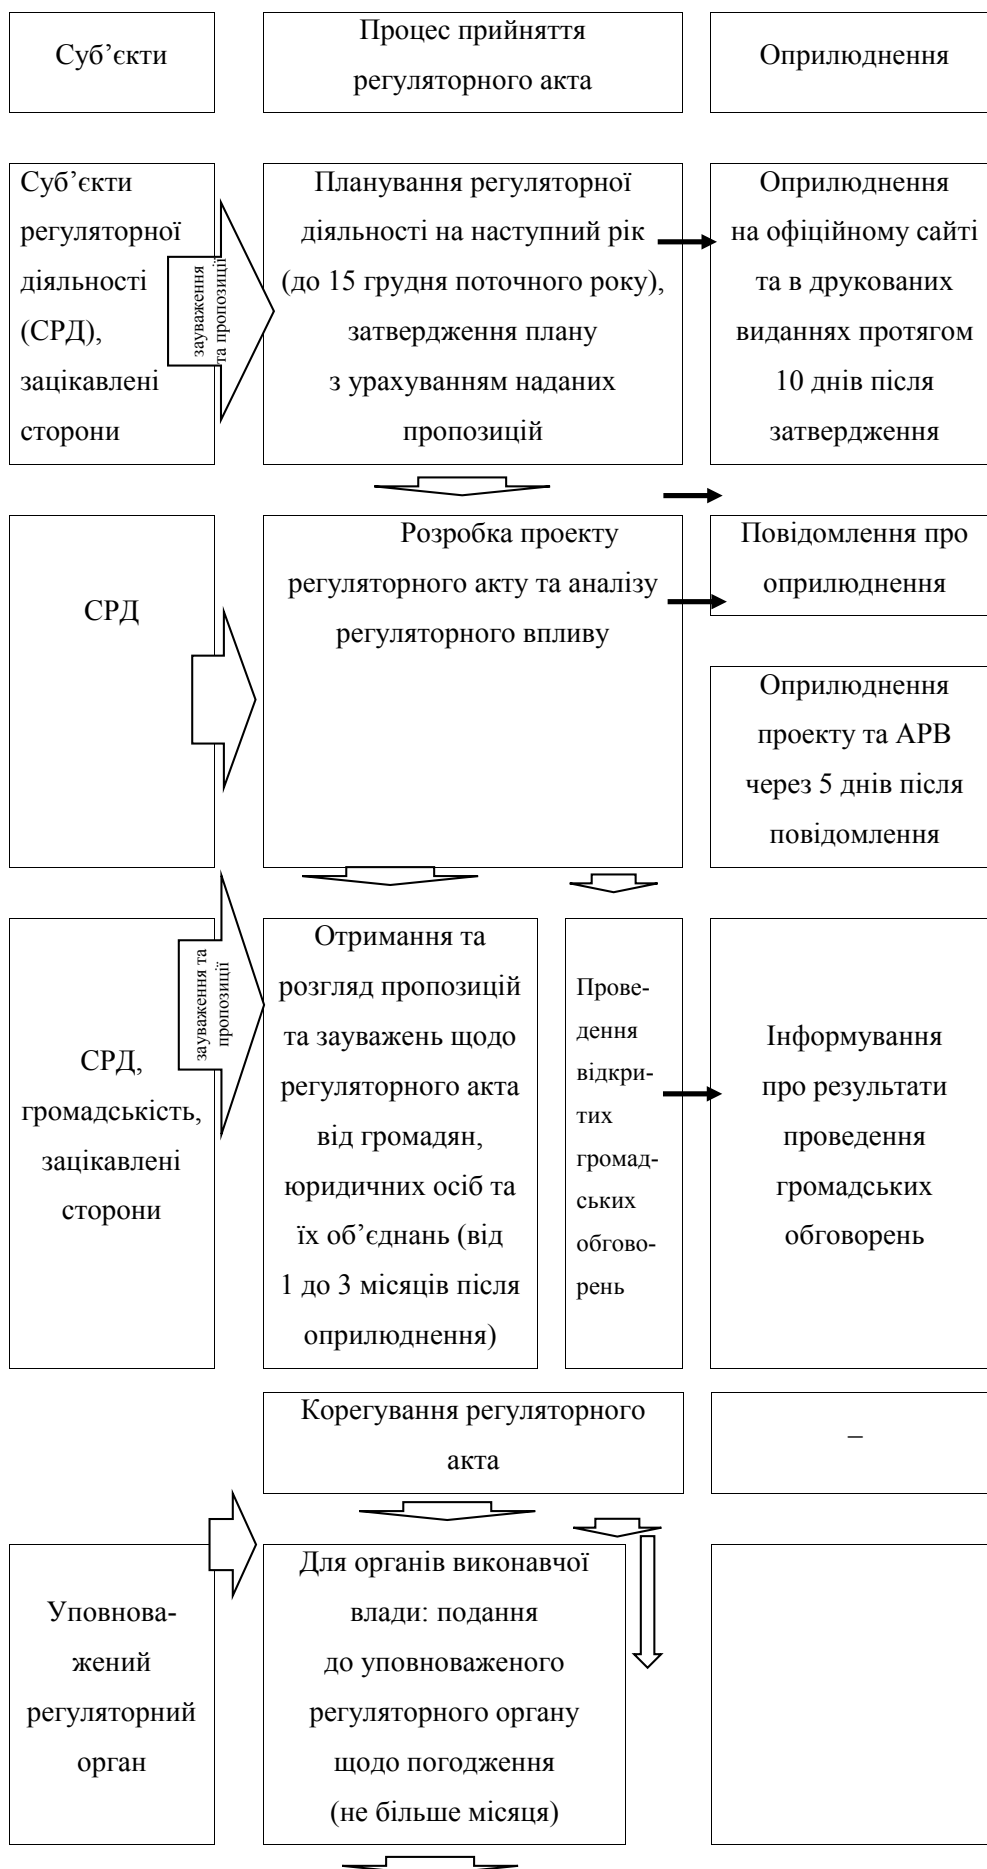 Суб’єкти
Процес прийняття
регуляторного акта
Оприлюднення
Суб’єкти
регуляторної
діяльності
(СРД),
зацікавлені
сторони
зауваження
та пропозиції
Планування регуляторної
діяльності на наступний рік
(до 15 грудня поточного року),
затвердження плану
з урахуванням наданих
пропозицій
Оприлюднення
на офіційному сайті
та в друкованих
виданнях протягом
10 днів після
затвердження
СРД
Розробка проекту
регуляторного акту та аналізу
регуляторного впливу
Повідомлення про
оприлюднення
Оприлюднення
проекту та АРВ
через 5 днів після
повідомлення
СРД,
громадськість,
зацікавлені
сторони
зауваження та
пропозиції
Отримання та
розгляд пропозицій
та зауважень щодо
регуляторного акта
від громадян,
юридичних осіб та
їх об’єднань (від
1 до 3 місяців після
оприлюднення)
Прове-
дення
відкри-
тих
громад-
ських
обгово-
рень
Інформування
про результати
проведення
громадських
обговорень
Корегування регуляторного
акта
–
Уповнова-
жений
регуляторний
орган
Для органів виконавчої
влади: подання
до уповноваженого
регуляторного органу
щодо погодження
(не більше місяця)